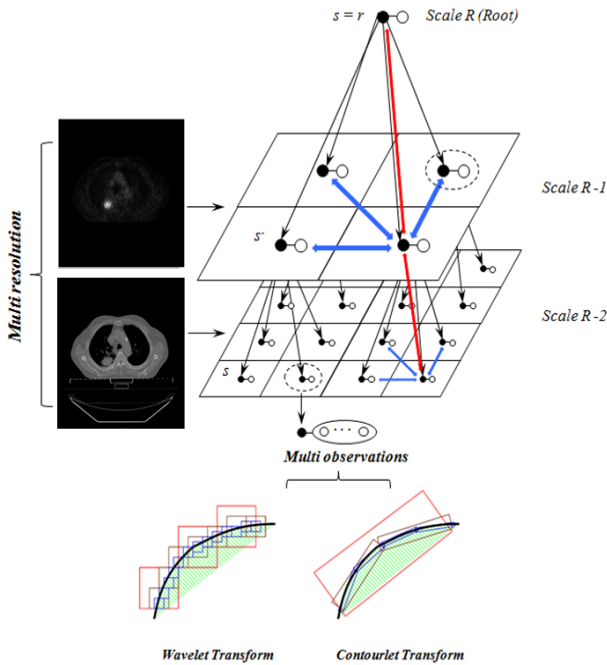 s = r
Scale R (Root)
Scale R -1
s-
Multi resolution
Scale R -2
s
Multi observations
Wavelet Transform
Contourlet Transform